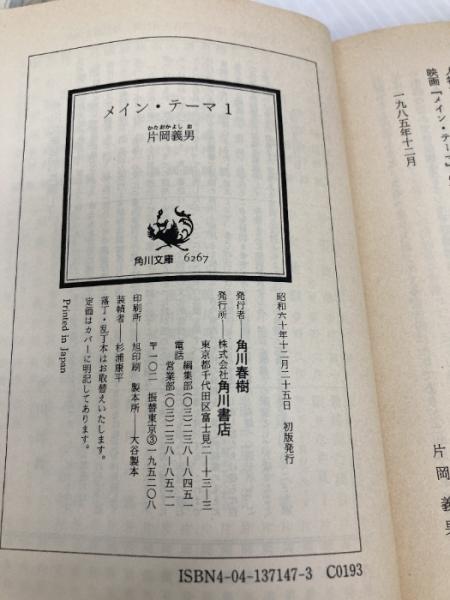 メイン・テーマ 1
かたおかよしお
片岡義男
角川文庫 6267
昭和六十年十二月二十五日 初版発行
発行者――角川春樹
発行所――株式会社角川書店
東京都千代田区富士見二―十三―三
編集部(〇三)二三八―八四五一
電話
営業部(〇三)二三八―八五二一
〒一〇二 振替東京③一九五二〇八
印刷所――旭印刷 製本所――大谷製本
装幀者――杉浦康平
落丁・乱丁本はお取替えいたします。
定価はカバーに明記してあります。
Printed in Japan
ISBN4-04-137147-3 C0193
映画『メイン・テーマ』
一九八五年十二月
片岡義男